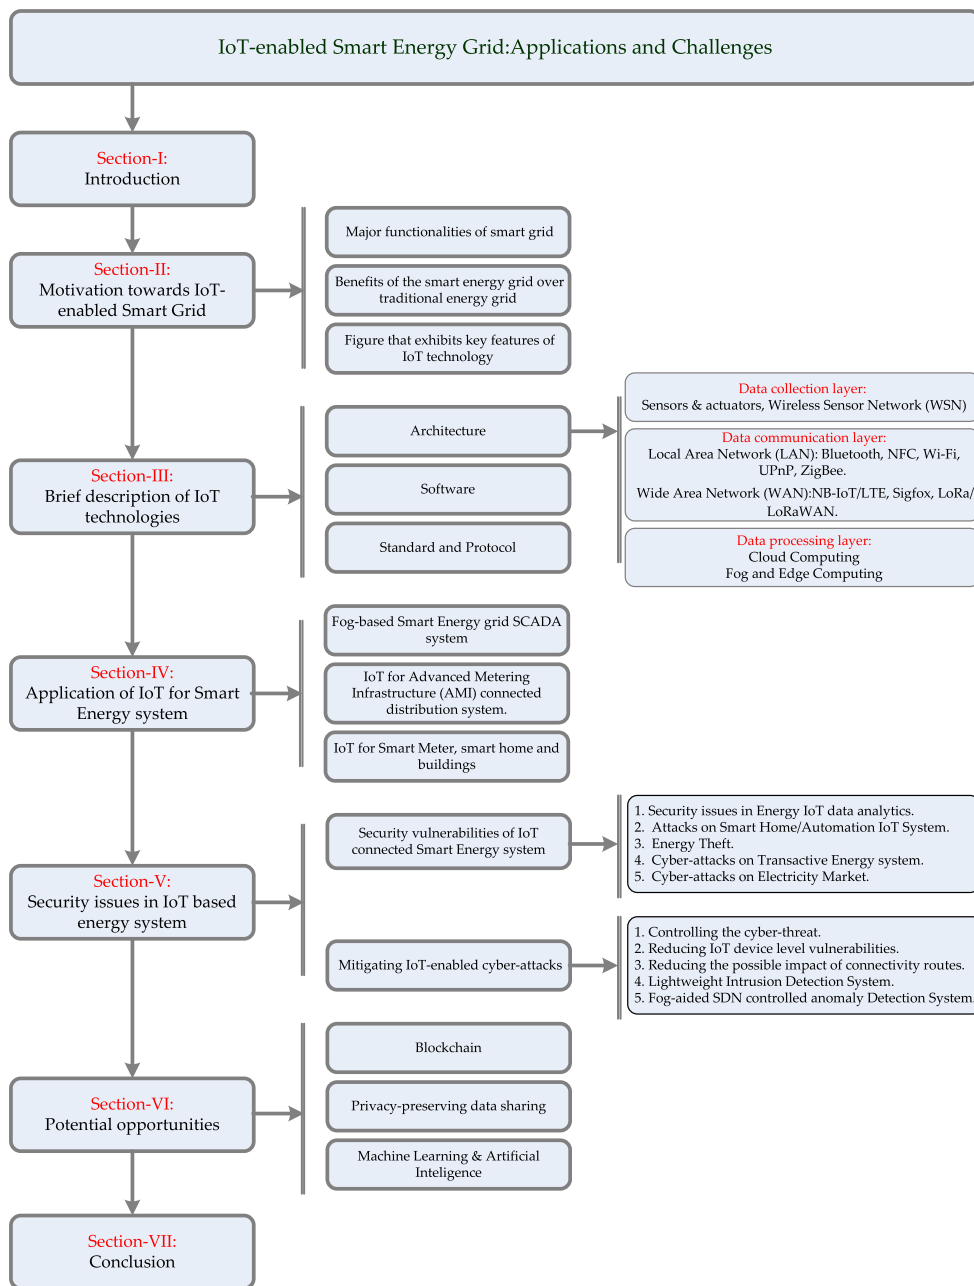 IoT-enabled Smart Energy Grid:Applications and Challenges
Section-I:
Introduction
Section-II:
Motivation towards IoT-
enabled Smart Grid
Major functionalities of smart grid
Benefits of the smart energy grid over
traditional energy grid
Figure that exhibits key features of
IoT technology
Section-III:
Brief description of IoT
technologies
Architecture
Software
Standard and Protocol
Data collection layer:
Sensors & actuators, Wireless Sensor Network (WSN)
Data communication layer:
Local Area Network (LAN): Bluetooth, NFC, Wi-Fi,
UPnP, ZigBee.
Wide Area Network (WAN):NB-IoT/LTE, Sigfox, LoRa/
LoRaWAN.
Data processing layer:
Cloud Computing
Fog and Edge Computing
Section-IV:
Application of IoT for Smart
Energy system
Fog-based Smart Energy grid SCADA
system
IoT for Advanced Metering
Infrastructure (AMI) connected
distribution system.
IoT for Smart Meter, smart home and
buildings
Section-V:
Security issues in IoT based
energy system
Security vulnerabilities of IoT
connected Smart Energy system
1. Security issues in Energy IoT data analytics.
2. Attacks on Smart Home/Automation IoT System.
3. Energy Theft.
4. Cyber-attacks on Transactive Energy system.
5. Cyber-attacks on Electricity Market.
Mitigating IoT-enabled cyber-attacks
1. Controlling the cyber-threat.
2. Reducing IoT device level vulnerabilities.
3. Reducing the possible impact of connectivity routes.
4. Lightweight Intrusion Detection System.
5. Fog-aided SDN controlled anomaly Detection System.
Section-VI:
Potential opportunities
Blockchain
Privacy-preserving data sharing
Machine Learning & Artificial
Inteligence
Section-VII:
Conclusion